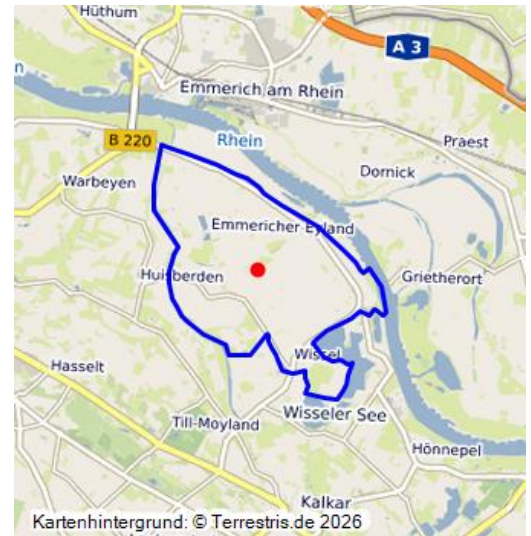 Hüthum
A 3
Emmerich am Rhein
B 220
Rhein
Praest
Warbeyen
Dornick
Emmericher Eyland
Huisberden
Grietherort
Wissel
Hasselt
Wisseler See
Till-Moyland
Hönnepel
Kalkar
Kartenhintergrund: © Terrestris.de 2026